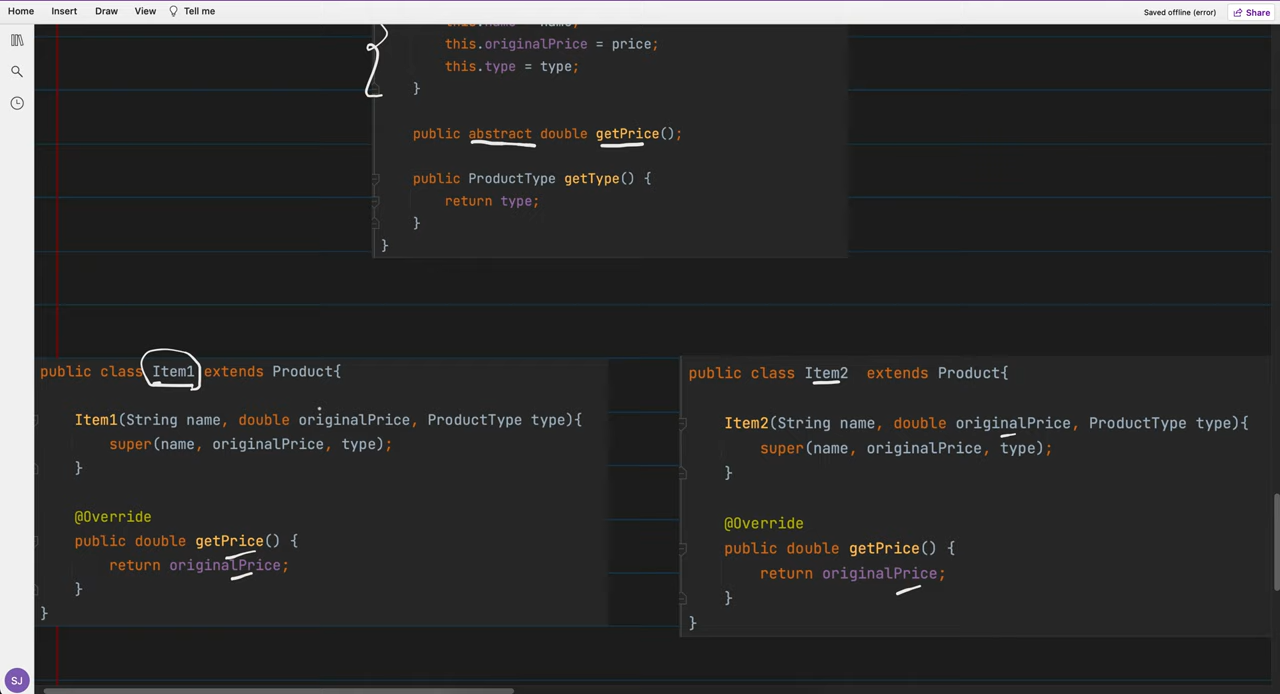 Home Insert Draw View Tell me Saved offline (error) Share
this.originalPrice = price;
this.type = type;
}
public abstract double getPrice();
public ProductType getType() {
return type;
}
}
public class Item1 extends Product{
Item1(String name, double originalPrice, ProductType type){
super(name, originalPrice, type);
}
@Override
public double getPrice() {
return originalPrice;
}
}
public class Item2 extends Product{
Item2(String name, double originalPrice, ProductType type){
super(name, originalPrice, type);
}
@Override
public double getPrice() {
return originalPrice;
}
}
SJ